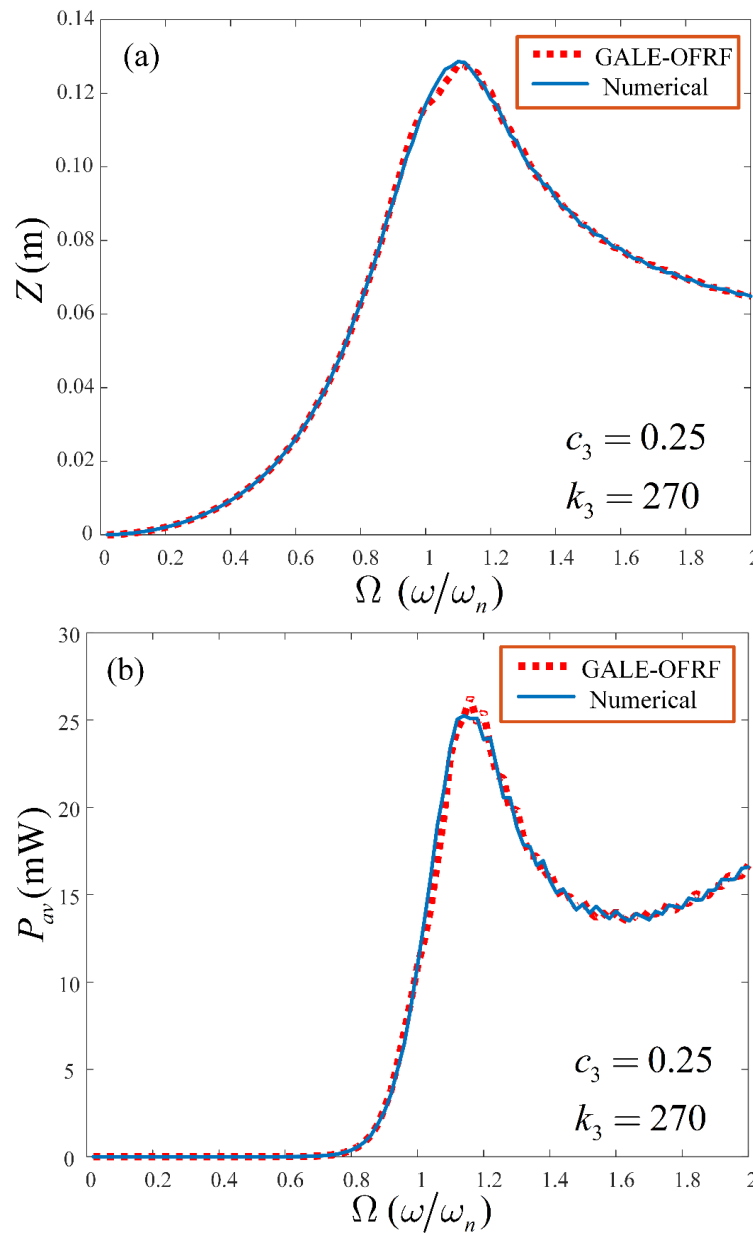 (a)
GALE-OFRF
Numerical
0.14
0.12
0.10
0.08
0.06
0.04
0.02
0
Z (m)
c₃ = 0.25
k₃ = 270
0 0.2 0.4 0.6 0.8 1 1.2 1.4 1.6 1.8 2
Ω (ω/ωₙ)
(b)
GALE-OFRF
Numerical
30
25
20
15
10
5
0
Pₐᵥ (mW)
c₃ = 0.25
k₃ = 270
0 0.2 0.4 0.6 0.8 1 1.2 1.4 1.6 1.8 2
Ω (ω/ωₙ)